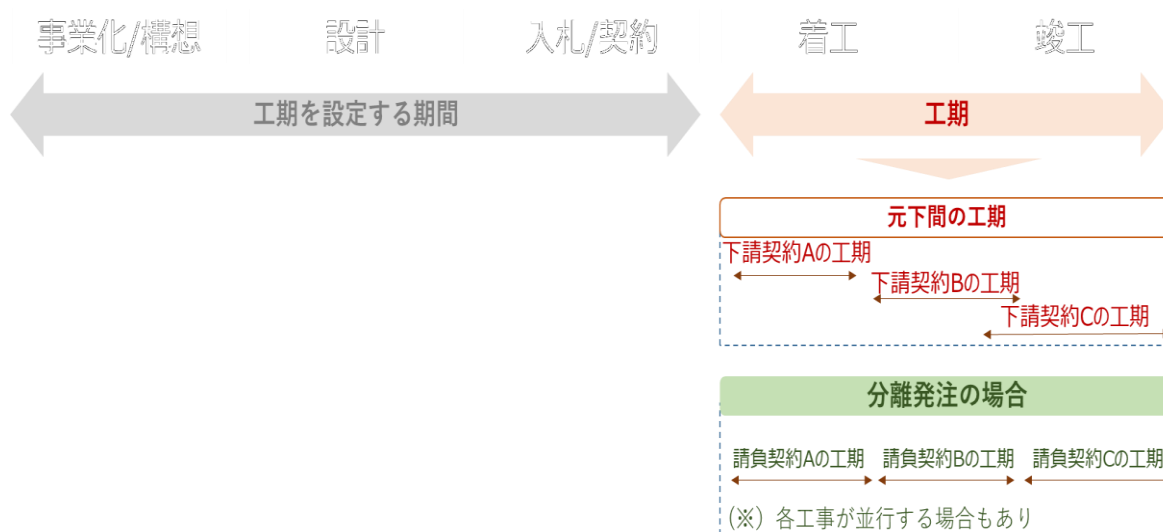 事業化/構想 設計 入札/契約 着工 竣工
工期を設定する期間 工期
元下間の工期
下請契約Aの工期
下請契約Bの工期
下請契約Cの工期
分離発注の場合
請負契約Aの工期 請負契約Bの工期 請負契約Cの工期
(※) 各工事が並行する場合もあり